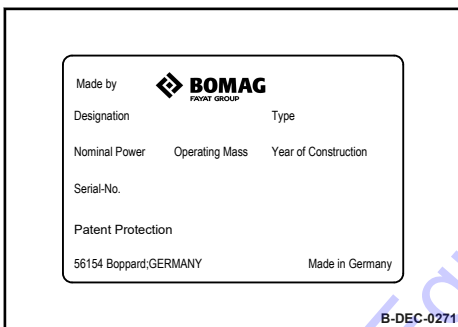 Made by BOMAG
FAYAT GROUP
Designation Type
Nominal Power Operating Mass Year of Construction
Serial-No.
Patent Protection
56154 Boppard;GERMANY Made in Germany
B-DEC-0271